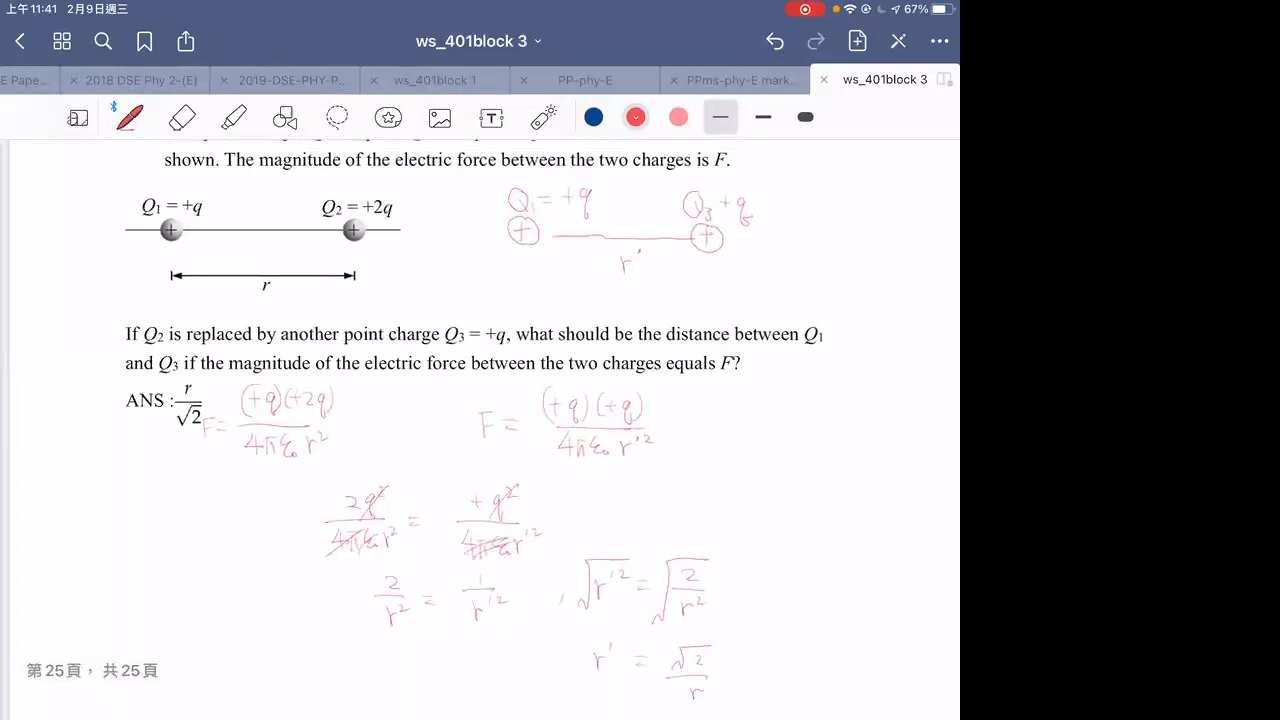 上午11:41 2月9日週三
67%
ws_401block 3
E Pape...
2018 DSE Phy 2-(E)
2019-DSE-PHY-P...
ws_401block 1
PP-phy-E
PPms-phy-E mark...
ws_401block 3
T
shown. The magnitude of the electric force between the two charges is F.
Q1 = +q
Q2 = +2q
Q1 = +q
Q3 + q
+
+
+
+
r
r'
If Q2 is replaced by another point charge Q3 = +q, what should be the distance between Q1
and Q3 if the magnitude of the electric force between the two charges equals F?
ANS : r/√2
F = (+q)(+2q)/4πε₀ r²
F = (+q)(+q)/4πε₀ r'²
2q²/4πε₀r² = +q²/4πε₀r'²
2/r² = 1/r'² , √r'² = √2/r²
r' = √2/r
第25頁，共25頁